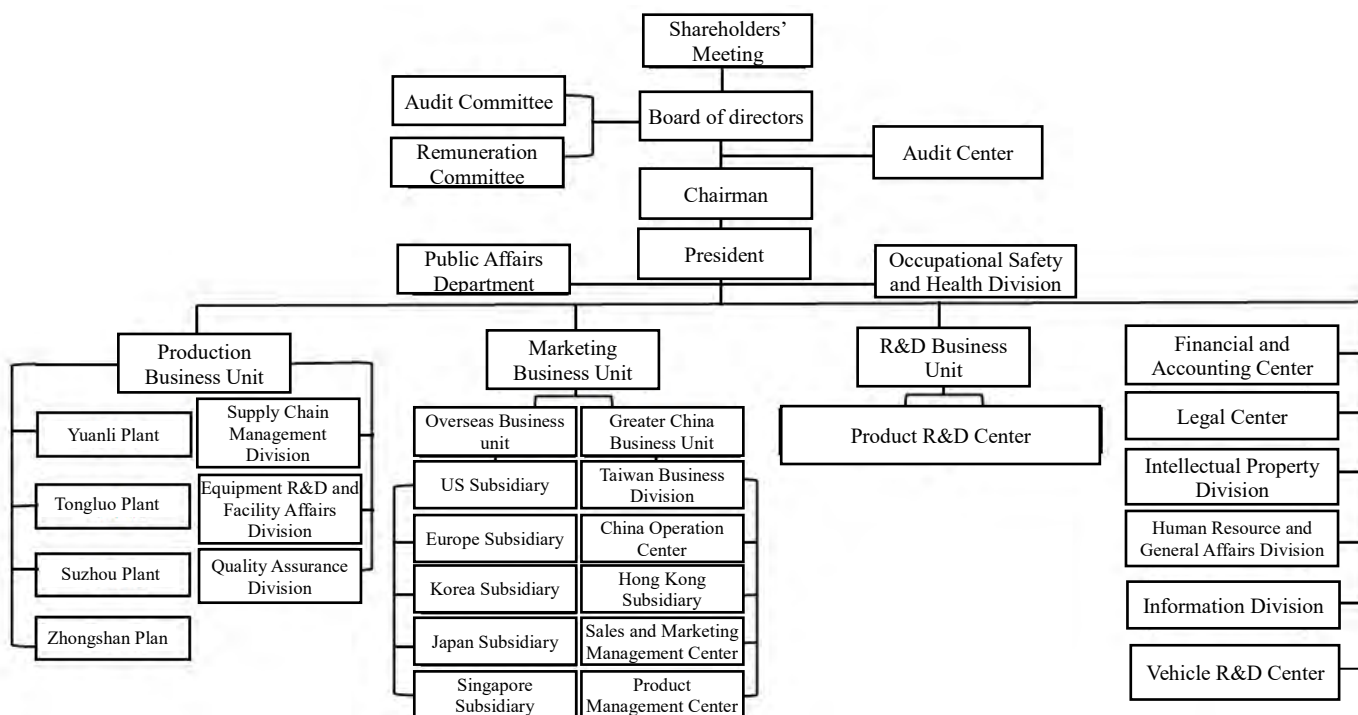 Shareholders’
Meeting
Audit Committee
Board of directors
Remuneration
Committee
Audit Center
Chairman
President
Public Affairs
Department
Occupational Safety
and Health Division
Production
Business Unit
Marketing
Business Unit
R&D Business
Unit
Financial and
Accounting Center
Yuanli Plant
Supply Chain
Management
Division
Overseas Business
unit
Greater China
Business Unit
Product R&D Center
Legal Center
Tongluo Plant
Equipment R&D and
Facility Affairs
Division
US Subsidiary
Taiwan Business
Division
Intellectual Property
Division
Europe Subsidiary
China Operation
Center
Human Resource and
General Affairs Division
Suzhou Plant
Quality Assurance
Division
Korea Subsidiary
Hong Kong
Subsidiary
Information Division
Zhongshan Plan
Japan Subsidiary
Sales and Marketing
Management Center
Vehicle R&D Center
Singapore
Subsidiary
Product
Management Center